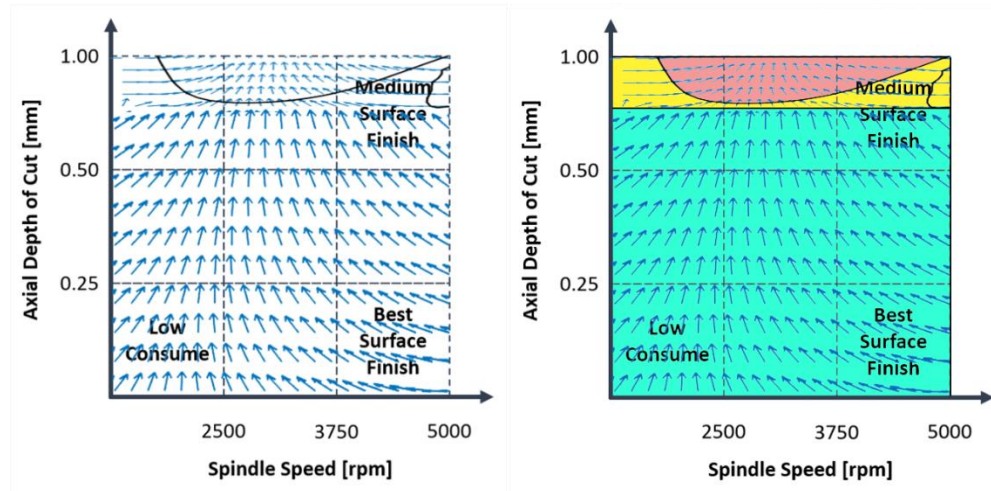 1.00
Medium
Surface
Finish
0.50
0.25
Low
Consume
Best
Surface
Finish
2500
3750
5000
Axial Depth of Cut [mm]
Spindle Speed [rpm]
1.00
Medium
Surface
Finish
0.50
0.25
Low
Consume
Best
Surface
Finish
2500
3750
5000
Axial Depth of Cut [mm]
Spindle Speed [rpm]